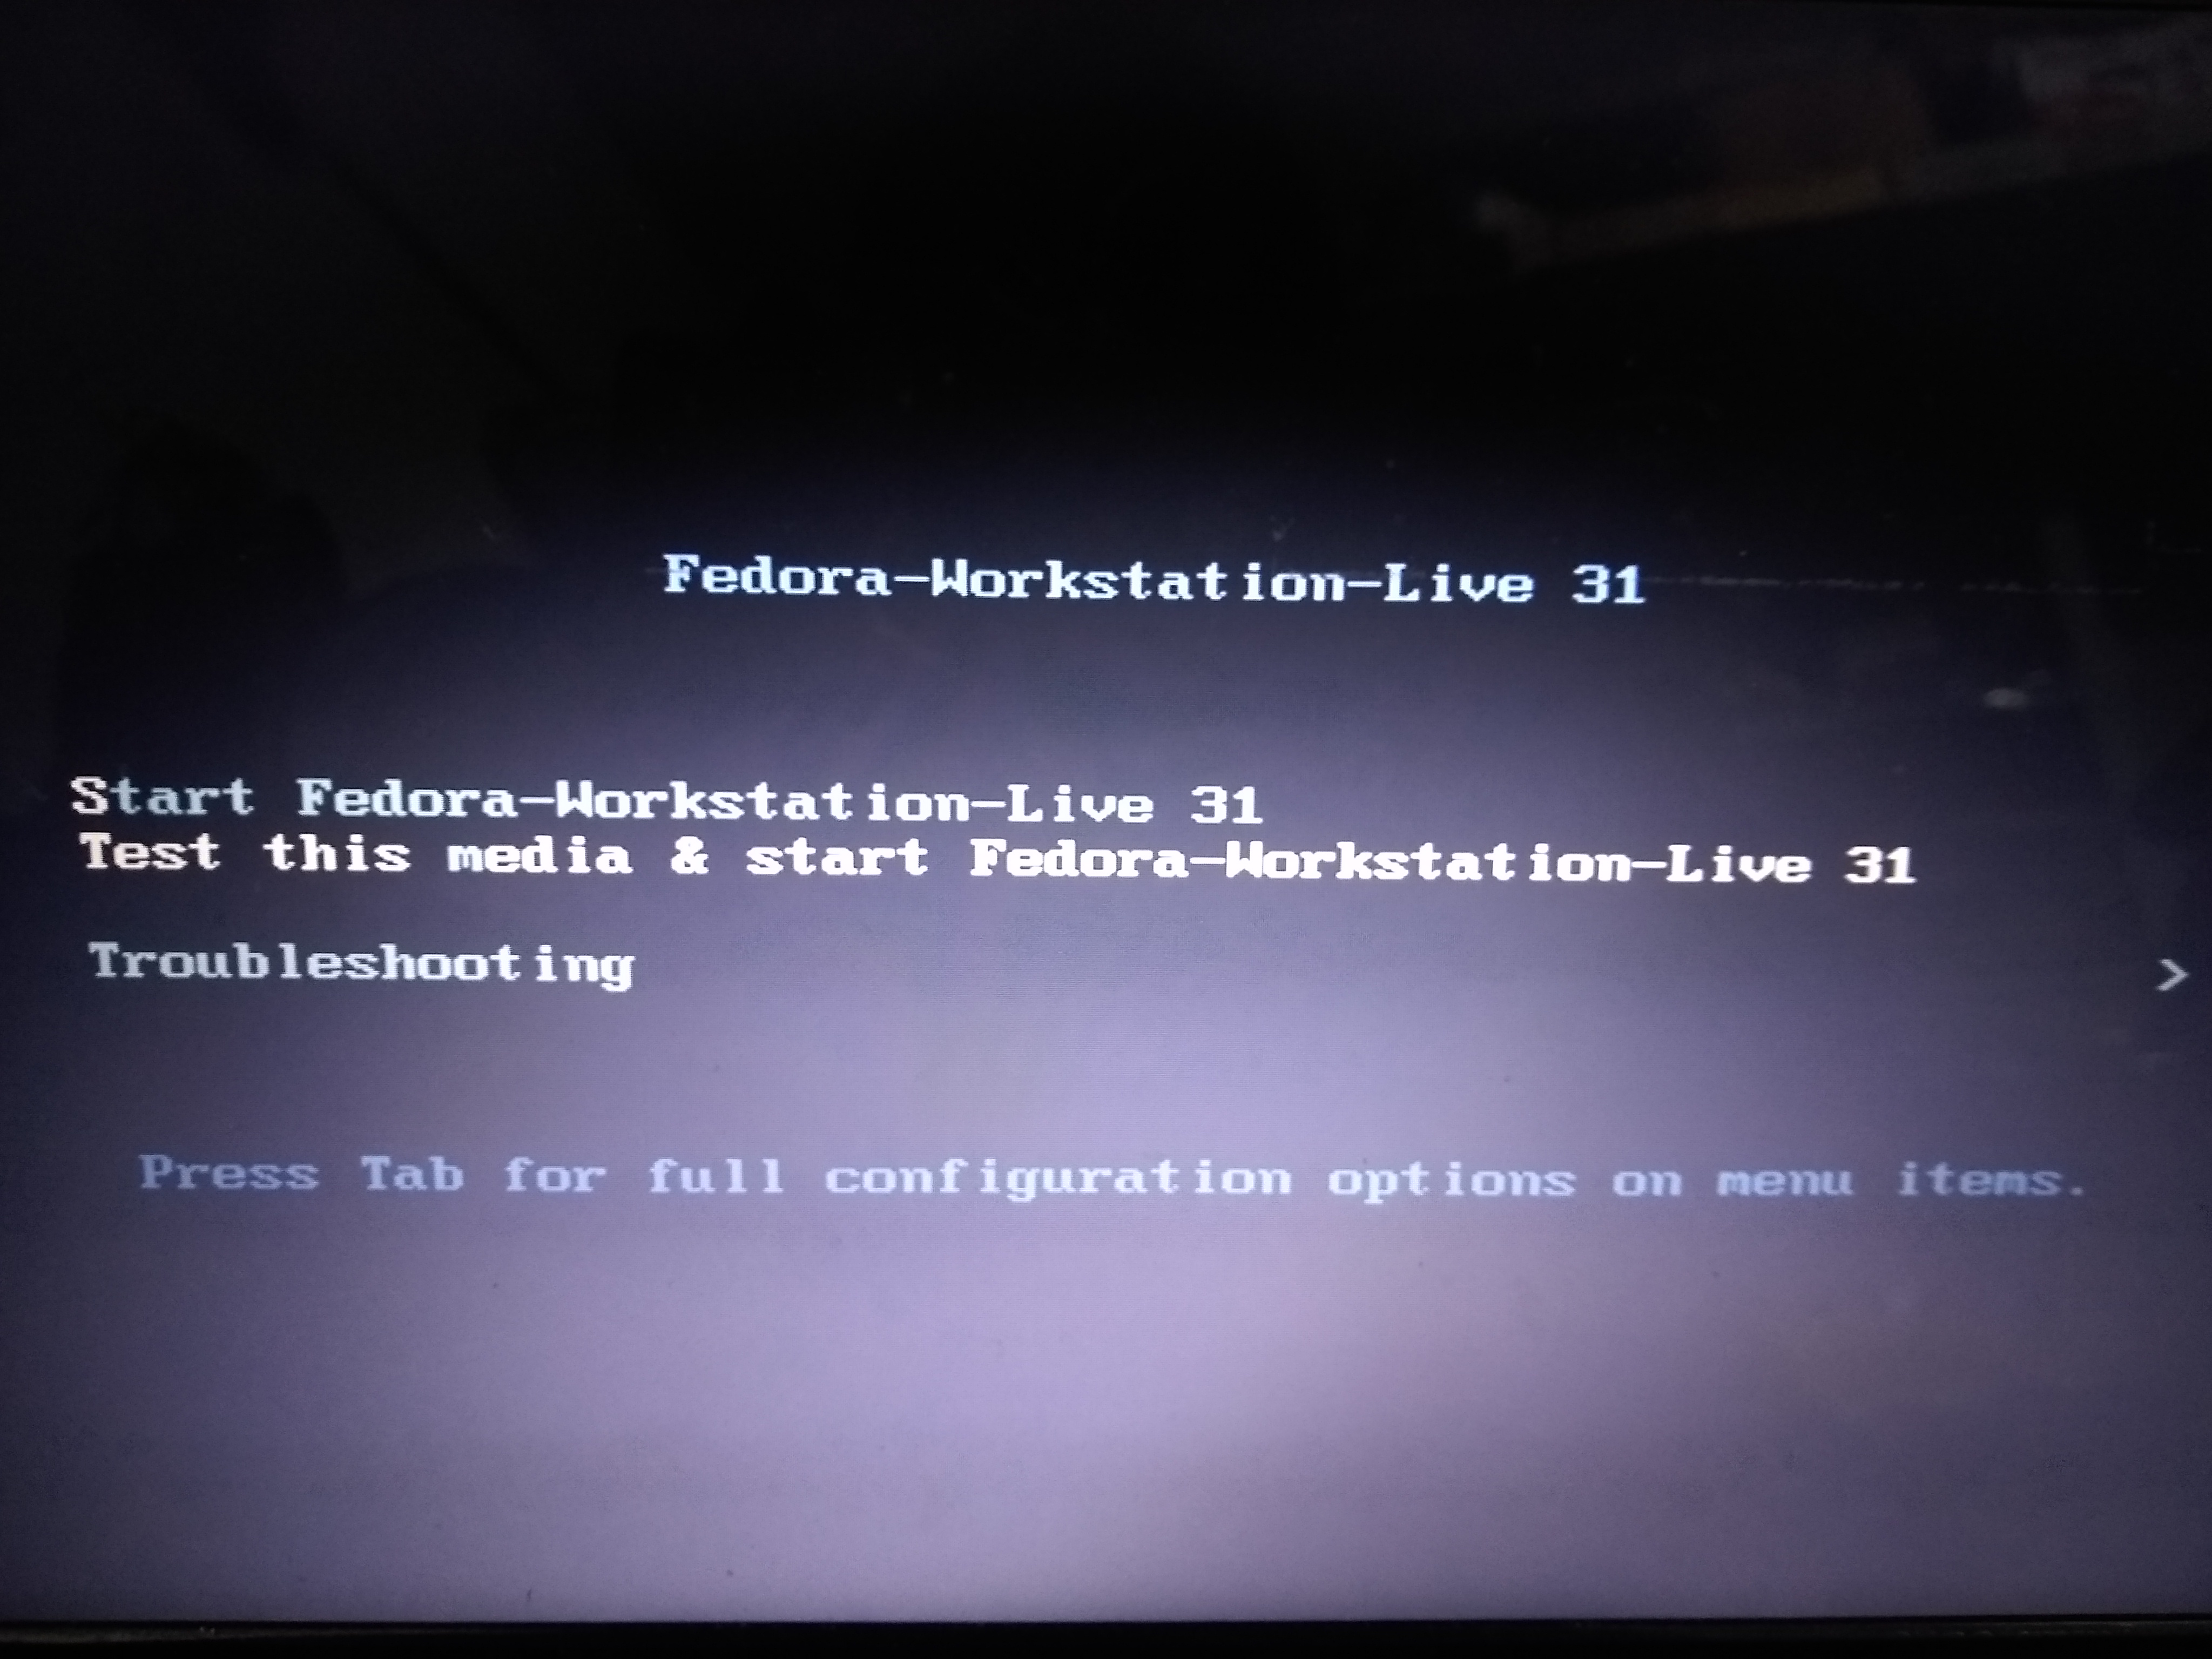 Fedora-Workstation-Live 31
Start Fedora-Workstation-Live 31
Test this media & start Fedora-Workstation-Live 31
Troubleshooting >
Press Tab for full configuration options on menu items.